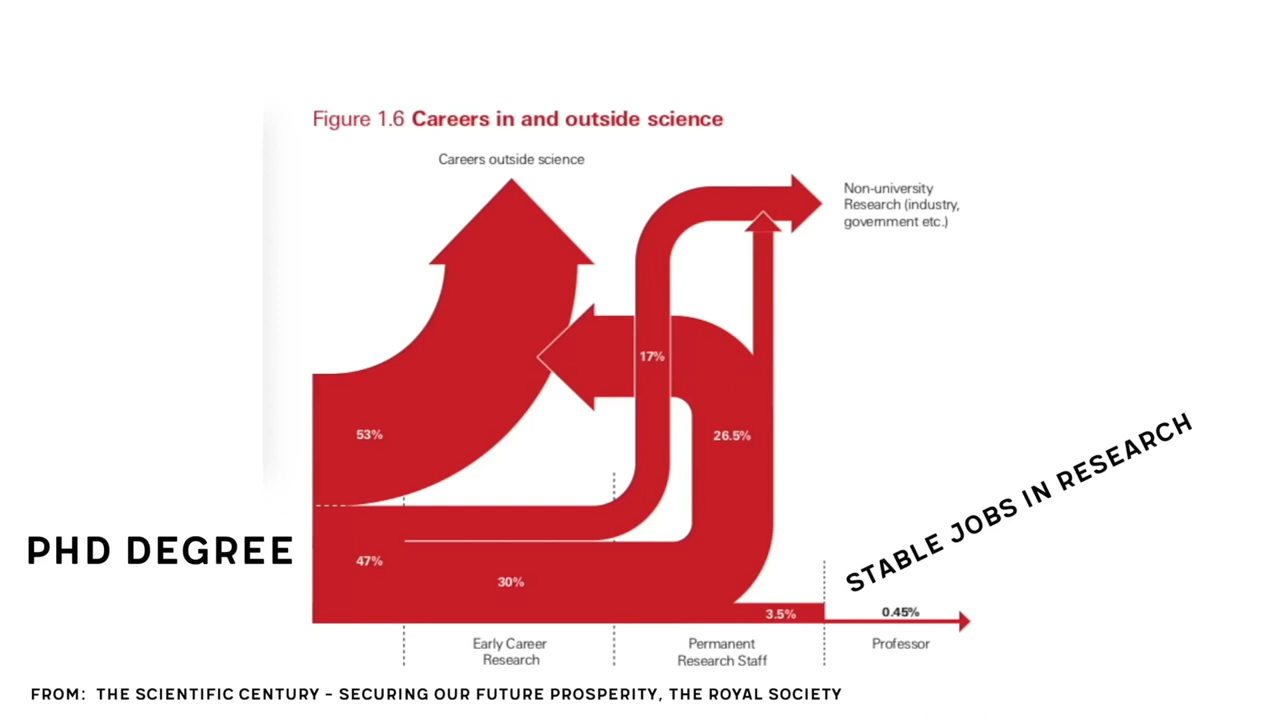 Figure 1.6 Careers in and outside science
Careers outside science
Non-university
Research (industry,
government etc.)
17%
53%
26.5%
STABLE JOBS IN RESEARCH
PHD DEGREE
47%
30%
3.5%
0.45%
Early Career
Research
Permanent
Research Staff
Professor
FROM: THE SCIENTIFIC CENTURY - SECURING OUR FUTURE PROSPERITY, THE ROYAL SOCIETY